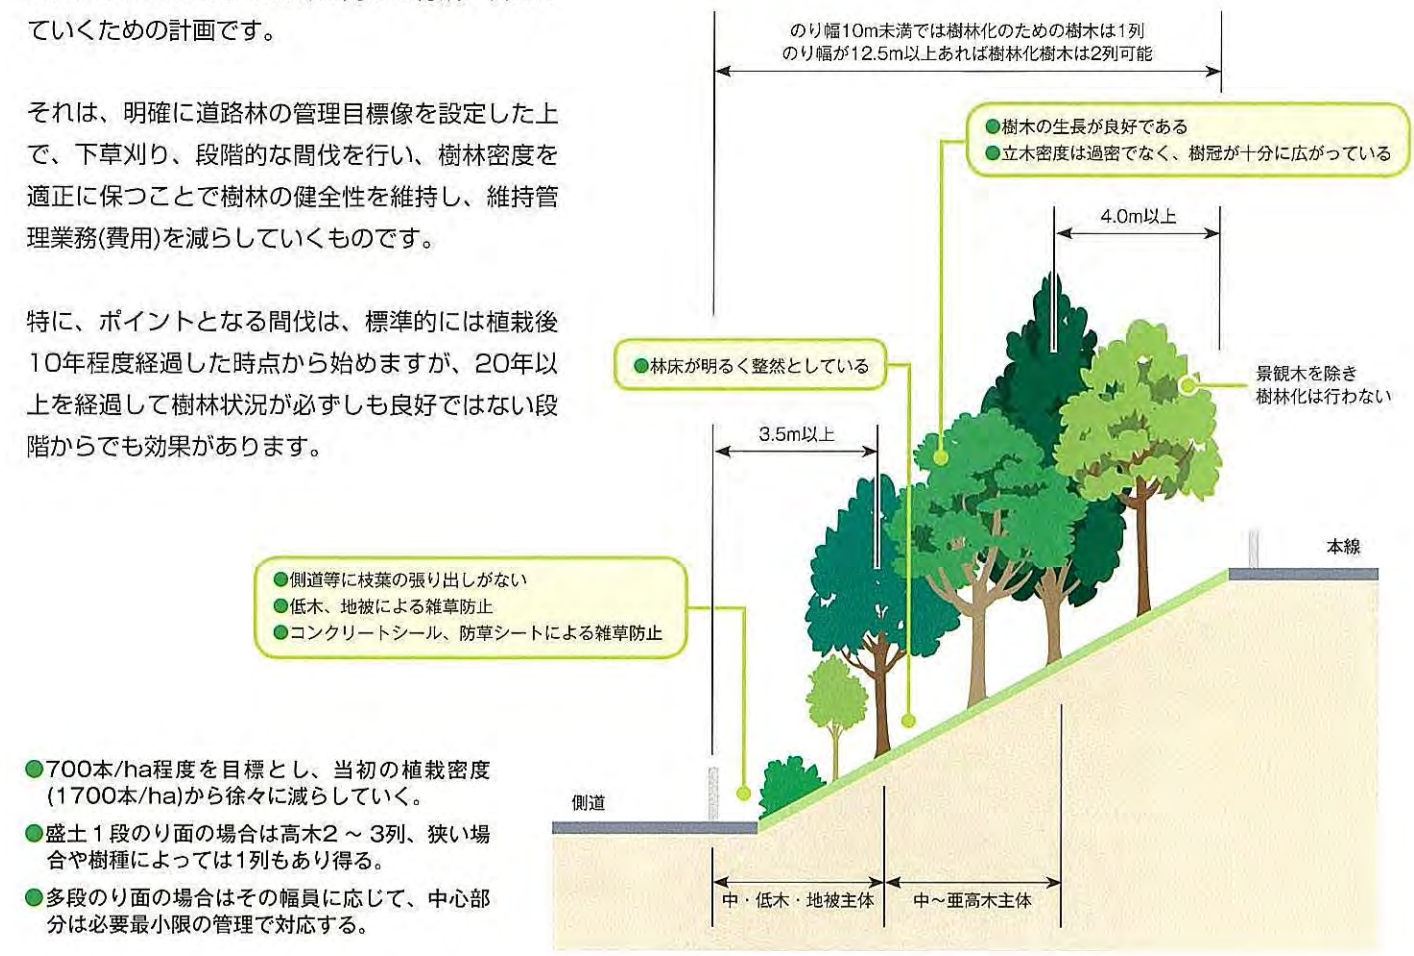 ていくための計画です。
それは、明確に道路林の管理目標像を設定した上
で、下草刈り、段階的な間伐を行い、樹林密度を
適正に保つことで樹林の健全性を維持し、維持管
理業務(費用)を減らしていくものです。
特に、ポイントとなる間伐は、標準的には植栽後
10年程度経過した時点から始めますが、20年以
上を経過して樹林状況が必ずしも良好ではない段
階からでも効果があります。
のり幅10m未満では樹林化のための樹木は1列
のり幅が12.5m以上あれば樹林化樹木は2列可能
●樹木の生長が良好である
●立木密度は過密でなく、樹冠が十分に広がっている
4.0m以上
●林床が明るく整然としている
景観木を除き
樹林化は行わない
3.5m以上
本線
●側道等に枝葉の張り出しがない
●低木、地被による雑草防止
●コンクリートシール、防草シートによる雑草防止
側道
中・低木・地被主体
中～亜高木主体
●700本/ha程度を目標とし、当初の植栽密度
(1700本/ha)から徐々に減らしていく。
●盛土1段のり面の場合は高木2 ～ 3列、狭い場
合や樹種によっては1列もあり得る。
●多段のり面の場合はその幅員に応じて、中心部
分は必要最小限の管理で対応する。